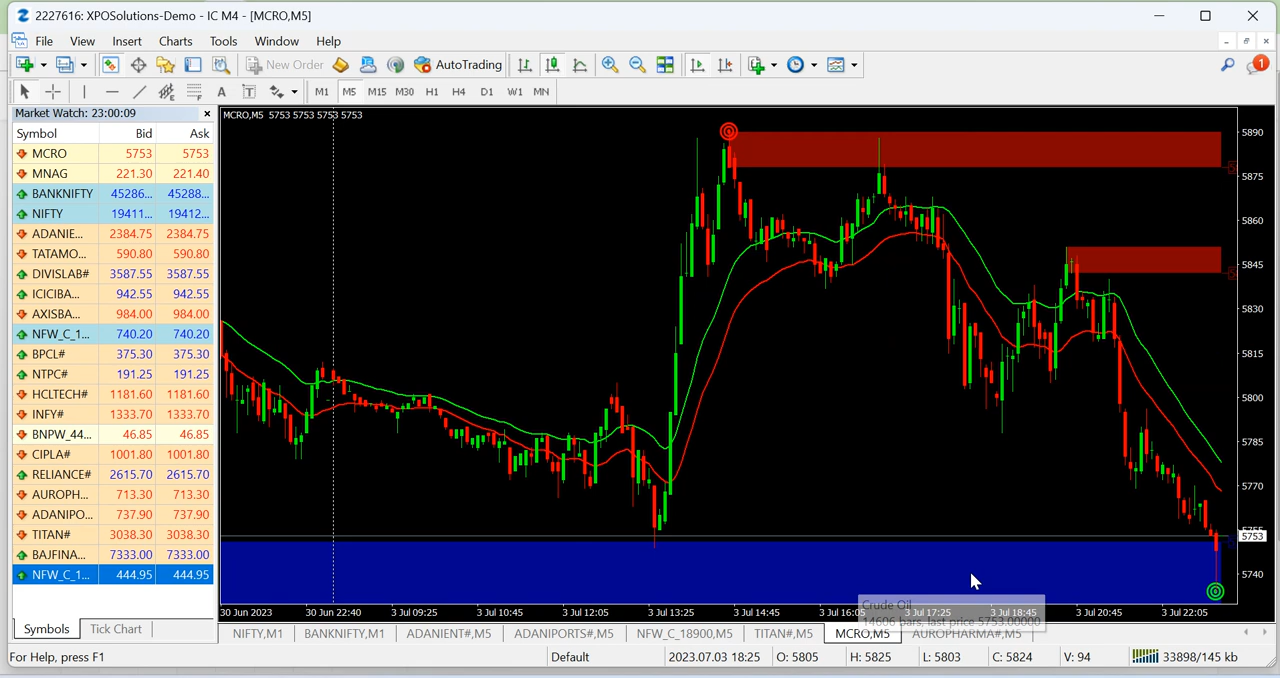 2227616: XPOSolutions-Demo - IC M4 - [MCRO,M5]
File View Insert Charts Tools Window Help
New Order AutoTrading 1
A T M1 M5 M15 M30 H1 H4 D1 W1 MN
Market Watch: 23:00:09
Symbol Bid Ask
MCRO 5753 5753
MNAG 221.30 221.40
BANKNIFTY 45286... 45288...
NIFTY 19411... 19412...
ADANIE... 2384.75 2384.75
TATAMO... 590.80 590.80
DIVISLAB# 3587.55 3587.55
ICICIBA... 942.55 942.55
AXISBA... 984.00 984.00
NFW_C_1... 740.20 740.20
BPCL# 375.30 375.30
NTPC# 191.25 191.25
HCLTECH# 1181.60 1181.60
INFY# 1333.70 1333.70
BNPW_44... 46.85 46.85
CIPLA# 1001.80 1001.80
RELIANCE# 2615.70 2615.70
AUROPH... 713.30 713.30
ADANIPO... 737.90 737.90
TITAN# 3038.30 3038.30
BAJFINA... 7333.00 7333.00
NFW_C_1... 444.95 444.95
Symbols Tick Chart
MCRO,M5 5753 5753 5753 5753
5890
5875
5860
5845
5830
5815
5800
5785
5770
5755
5753
5740
30 Jun 2023 30 Jun 22:40 3 Jul 09:25 3 Jul 10:45 3 Jul 12:05 3 Jul 13:25 3 Jul 14:45 3 Jul 16:05 3 Jul 17:25 3 Jul 18:45 3 Jul 20:45 3 Jul 22:05
Crude Oil
14606 bars, last price 5753.00000
NIFTY,M1 BANKNIFTY,M1 ADANIENT#,M5 ADANIPORTS#,M5 NFW_C_18900,M5 TITAN#,M5 MCRO,M5 AUROPHARMA#,M5
For Help, press F1 Default 2023.07.03 18:25 O: 5805 H: 5825 L: 5803 C: 5824 V: 94 33898/145 kb